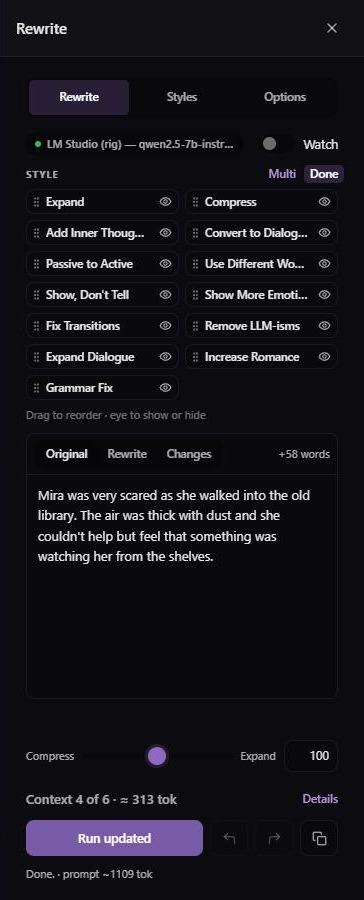 Rewrite
Rewrite Styles Options
LM Studio (rig) — qwen2.5-7b-instr... Watch
STYLE Multi Done
Expand Compress
Add Inner Thoug... Convert to Dialog...
Passive to Active Use Different Wo...
Show, Don't Tell Show More Emoti...
Fix Transitions Remove LLM-isms
Expand Dialogue Increase Romance
Grammar Fix
Drag to reorder · eye to show or hide
Original Rewrite Changes +58 words
Mira was very scared as she walked into the old
library. The air was thick with dust and she
couldn't help but feel that something was
watching her from the shelves.
Compress Expand 100
Context 4 of 6 · ≈ 313 tok Details
Run updated
Done. · prompt ~1109 tok